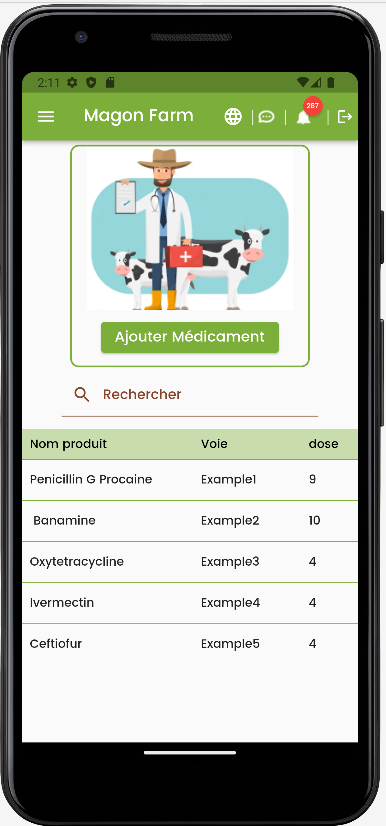 2:11
Magon Farm
287
Ajouter Médicament
Rechercher
Nom produit Voie dose
Penicillin G Procaine Example1 9
Banamine Example2 10
Oxytetracycline Example3 4
Ivermectin Example4 4
Ceftiofur Example5 4